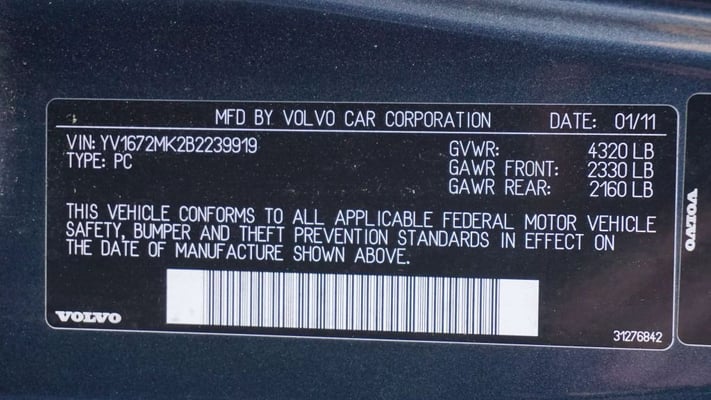 MFD BY VOLVO CAR CORPORATION DATE: 01/11
VIN: YV1672MK2B2239919 GVWR: 4320 LB
TYPE: PC GAWR FRONT: 2330 LB
GAWR REAR: 2160 LB
THIS VEHICLE CONFORMS TO ALL APPLICABLE FEDERAL MOTOR VEHICLE
SAFETY, BUMPER AND THEFT PREVENTION STANDARDS IN EFFECT ON
THE DATE OF MANUFACTURE SHOWN ABOVE.
VOLVO
31276842
VOLVO